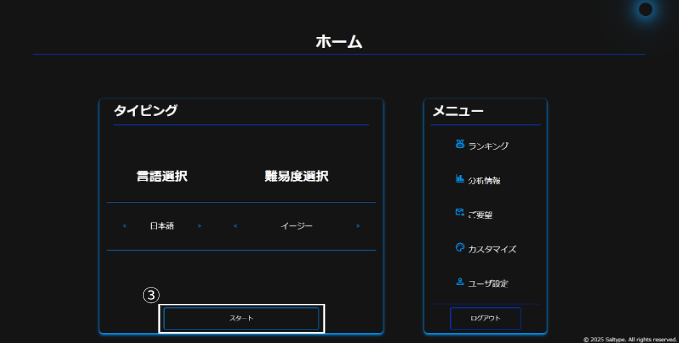 ホーム
タイピング
言語選択
難易度選択
日本語
イージー
③
スタート
メニュー
ランキング
分析情報
ご要望
カスタマイズ
ユーザ設定
ログアウト
© 2025 Saltype. All rights reserved.